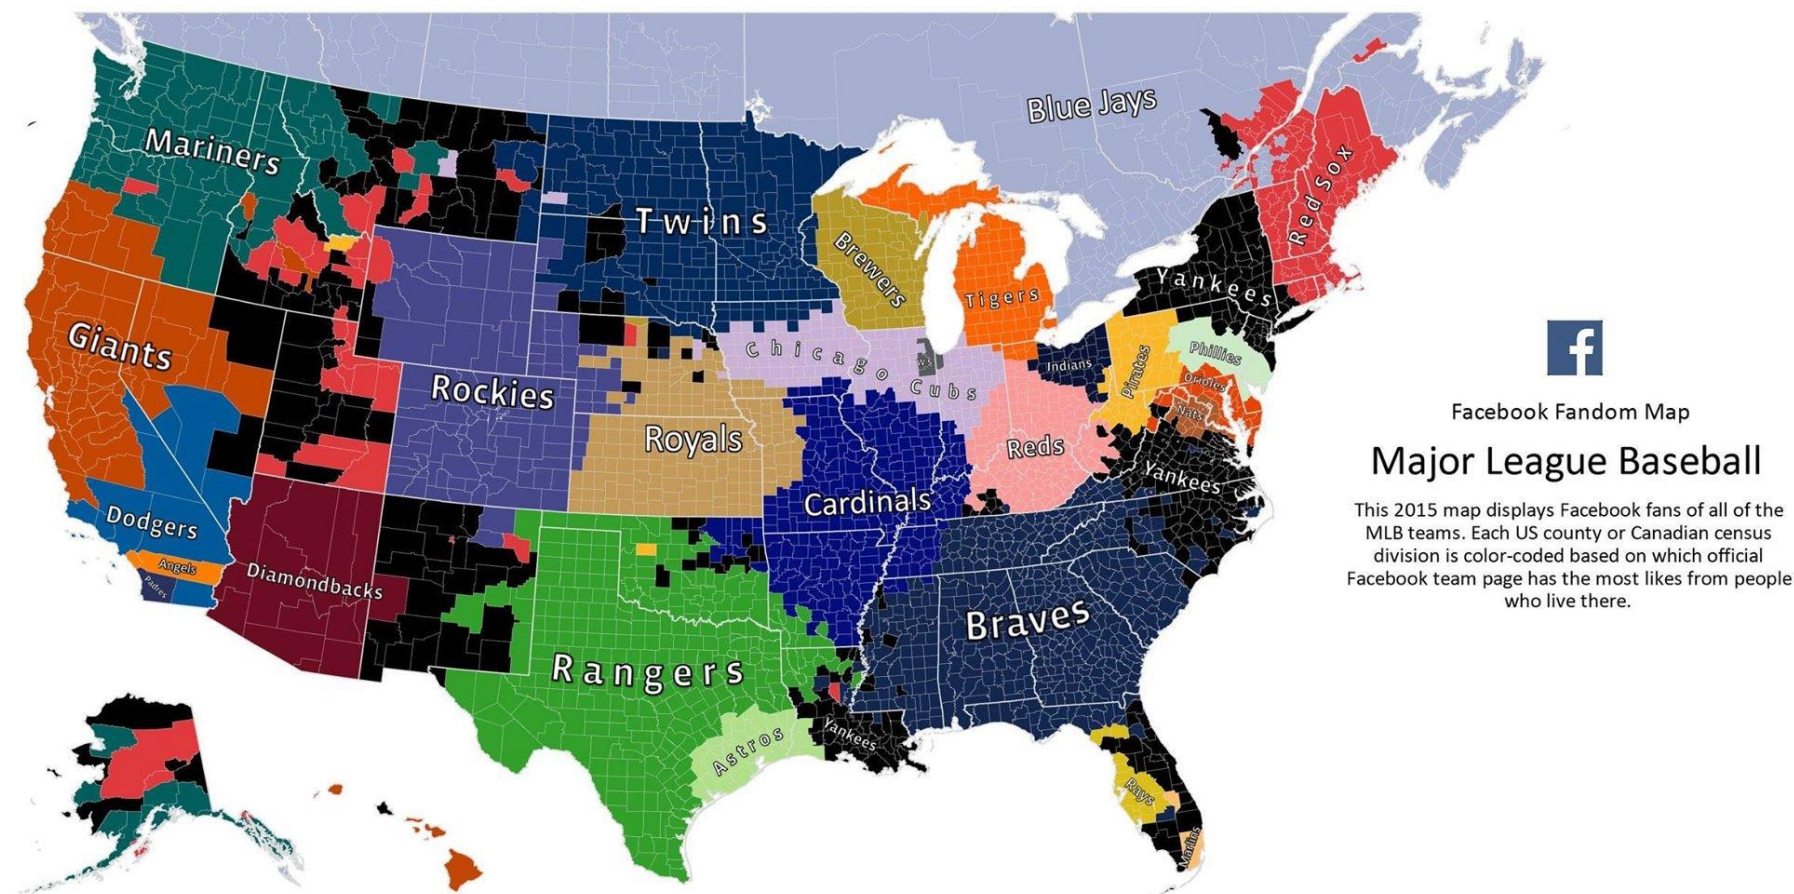 Blue Jays
Mariners
Red Sox
Twins
Brewers
Tigers
Yankees
Giants
Chicago Cubs
W.S
Indians
Pirates
Phillies
Orioles
Nats
Rockies
Royals
Reds
Yankees
Cardinals
Dodgers
Angels
Padres
Diamondbacks
Braves
Rangers
Astros
Yankees
Rays
Marlins
f
Facebook Fandom Map
Major League Baseball
This 2015 map displays Facebook fans of all of the
MLB teams. Each US county or Canadian census
division is color-coded based on which official
Facebook team page has the most likes from people
who live there.